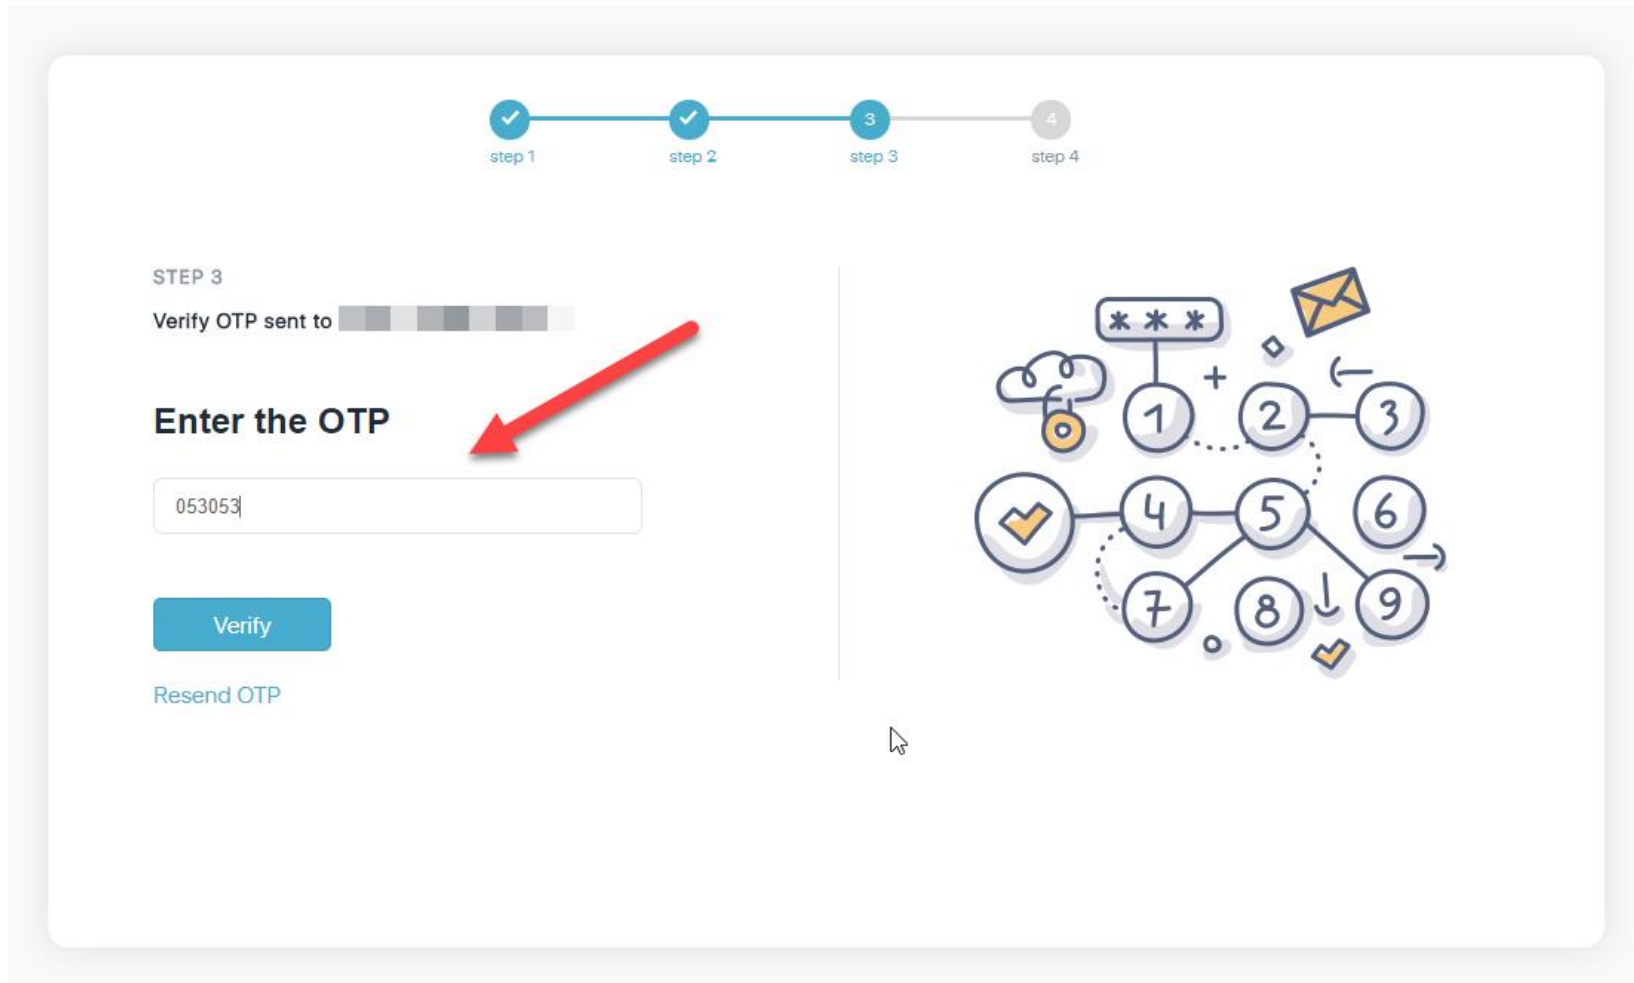 3
4
step 1
step 2
step 3
step 4
STEP 3
Verify OTP sent to
Enter the OTP
053053
Verify
Resend OTP
* * *
1
2
3
4
5
6
7
8
9